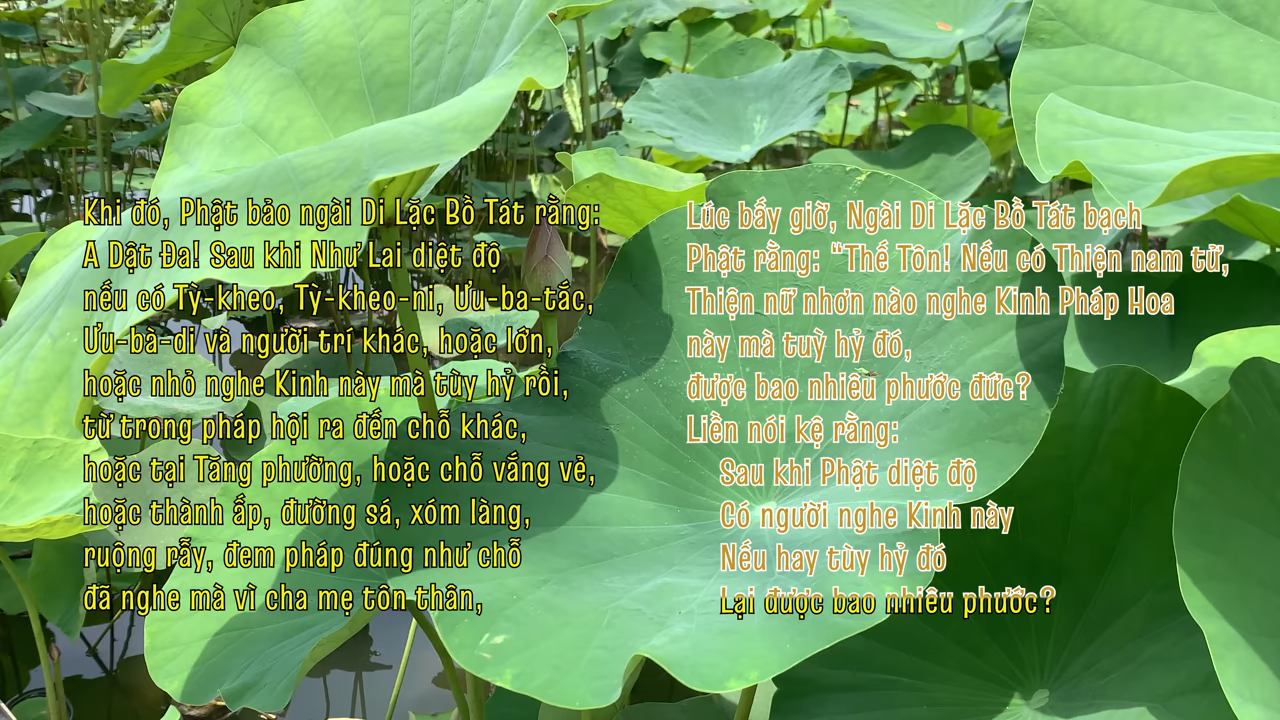 Khi đó, Phật bảo ngài Di Lặc Bồ Tát rằng:
A Dật Đa! Sau khi Như Lai diệt độ
nếu có Tỳ-kheo, Tỳ-kheo-ni, Ưu-ba-tắc,
Ưu-bà-di và người trí khác, hoặc lớn,
hoặc nhỏ nghe Kinh này mà tùy hỷ rồi,
từ trong pháp hội ra đến chỗ khác,
hoặc tại Tăng phường, hoặc chỗ vắng vẻ,
hoặc thành ấp, đường sá, xóm làng,
ruộng rẫy, đem pháp đúng như chỗ
đã nghe mà vì cha mẹ tôn thân,
Lúc bấy giờ, Ngài Di Lặc Bồ Tát bạch
Phật rằng: “Thế Tôn! Nếu có Thiện nam tử,
Thiện nữ nhơn nào nghe Kinh Pháp Hoa
này mà tuỳ hỷ đó,
được bao nhiêu phước đức?
Liền nói kệ rằng:
Sau khi Phật diệt độ
Có người nghe Kinh này
Nếu hay tùy hỷ đó
Lại được bao nhiêu phước?